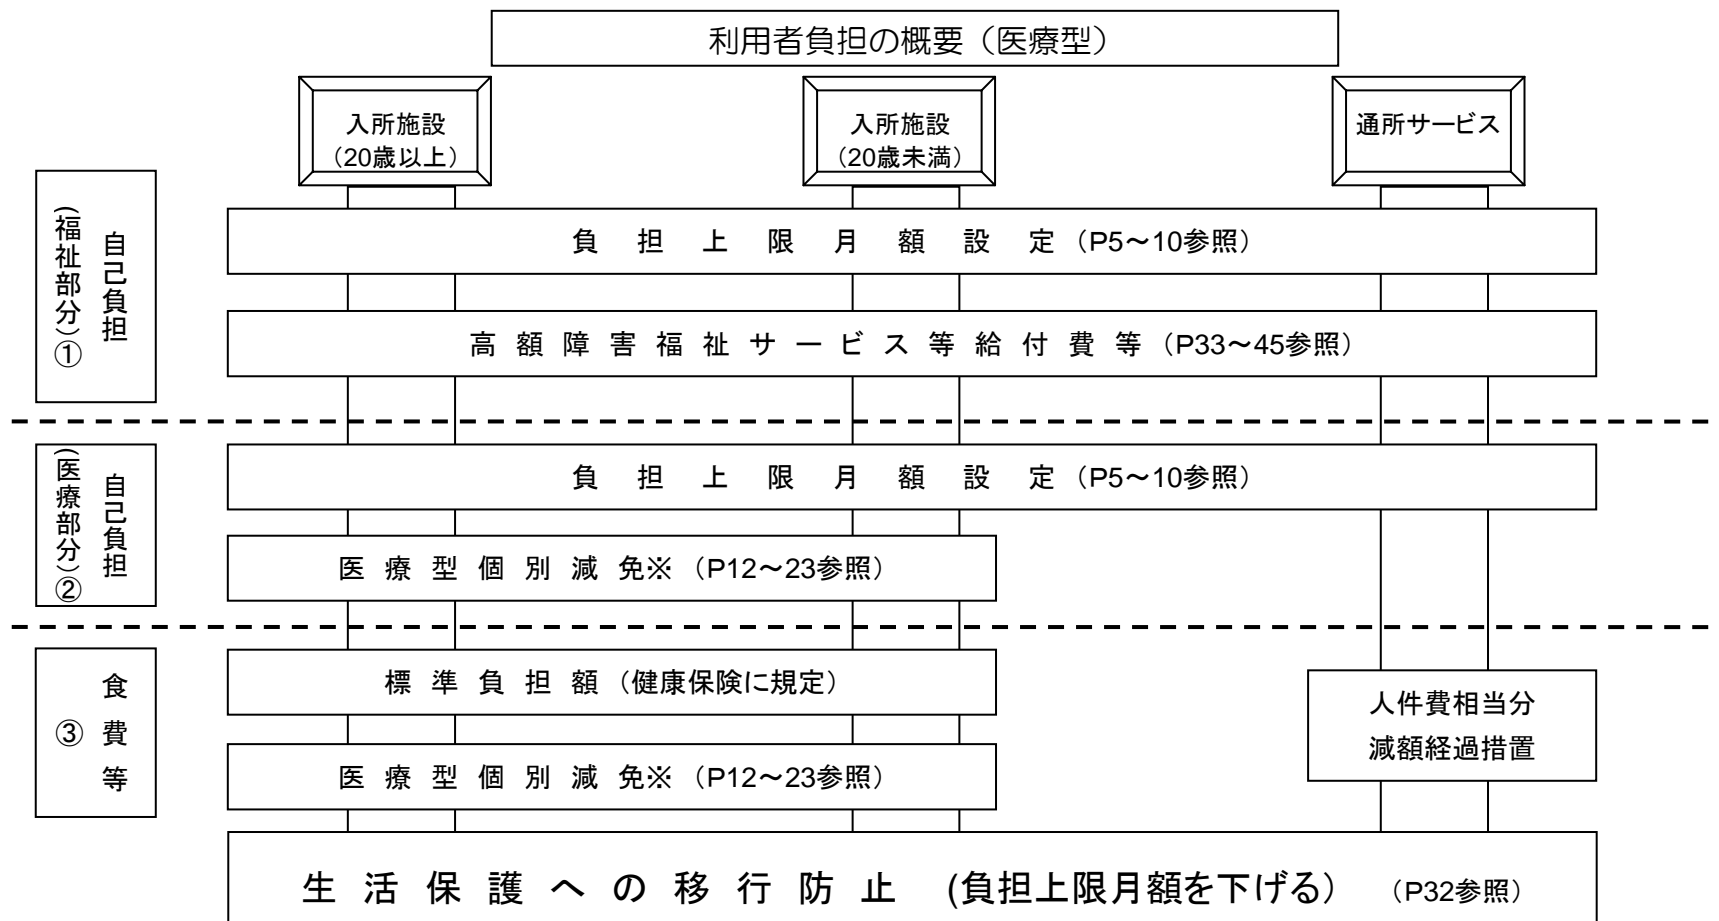 利用者負担の概要（医療型）
入所施設
（20歳以上）
入所施設
（20歳未満）
通所サービス
自己負担
（福祉部分）①
負担上限月額設定（P5～10参照）
高額障害福祉サービス等給付費等（P33～45参照）
自己負担
（医療部分）②
負担上限月額設定（P5～10参照）
医療型個別減免※（P12～23参照）
食費等
③
標準負担額（健康保険に規定）
人件費相当分
減額経過措置
医療型個別減免※（P12～23参照）
生活保護への移行防止 (負担上限月額を下げる） （P32参照）